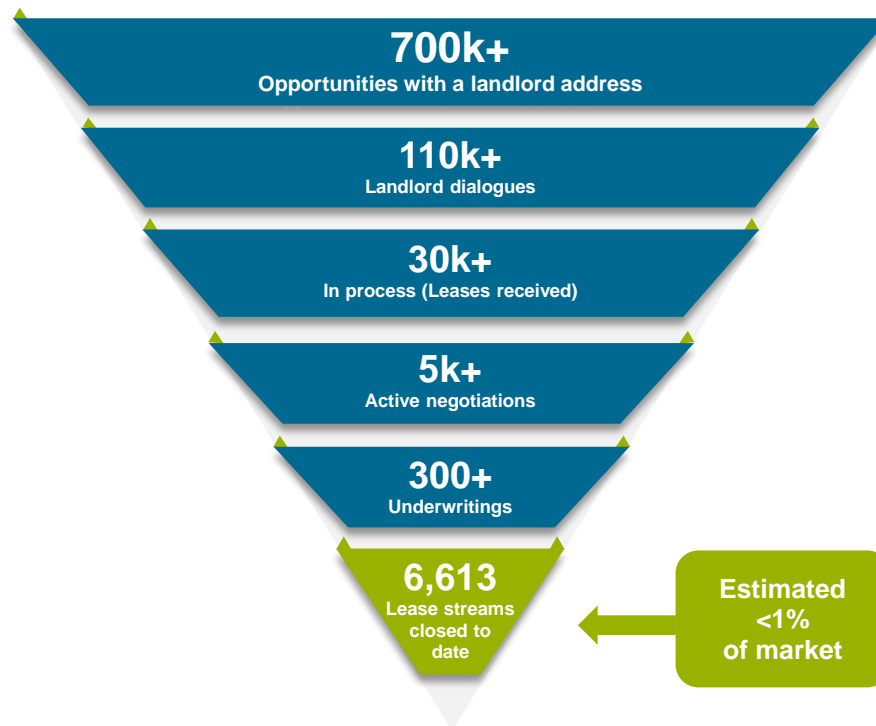 700k+
Opportunities with a landlord address
110k+
Landlord dialogues
30k+
In process (Leases received)
5k+
Active negotiations
300+
Underwritings
6,613
Lease streams
closed to
date
Estimated
<1%
of market